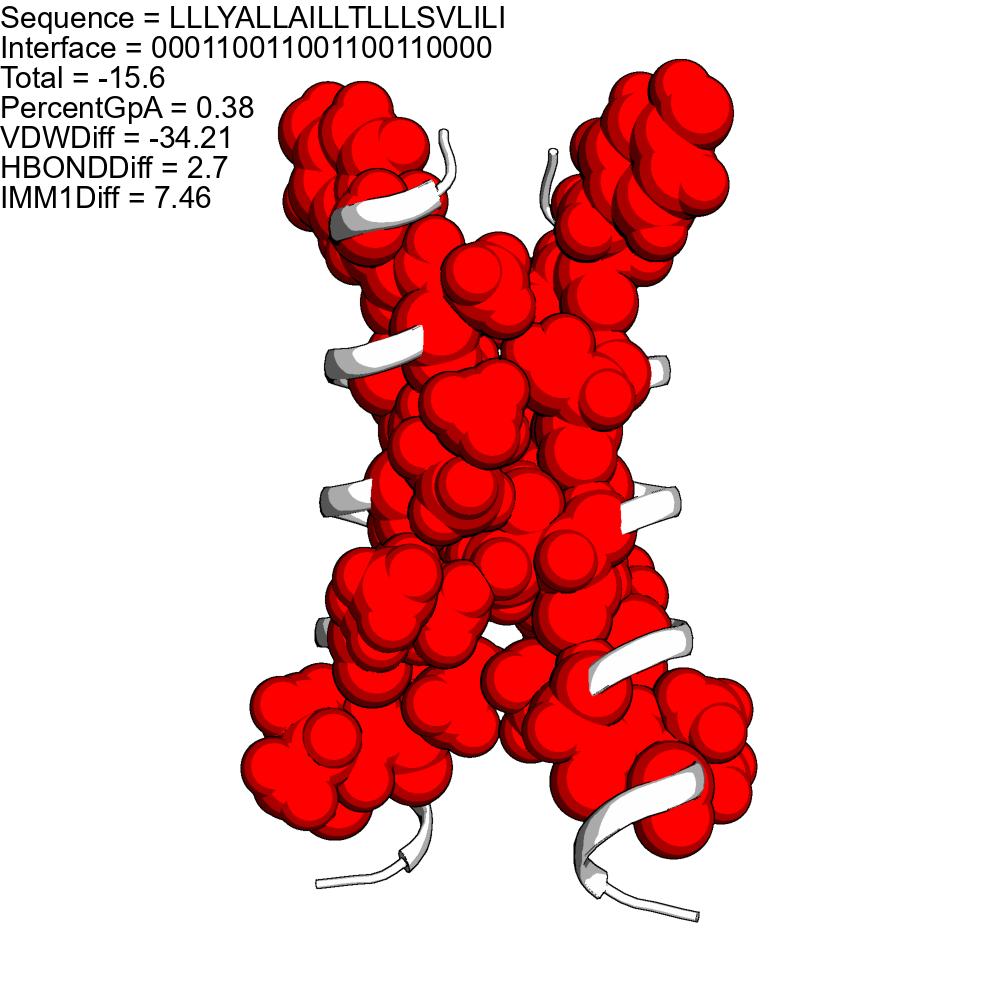 Sequence = LLLYALLAILLTLLLSVLILI
Interface = 000110011001100110000
Total = -15.6
PercentGpA = 0.38
VDWDiff = -34.21
HBONDDiff = 2.7
IMM1Diff = 7.46